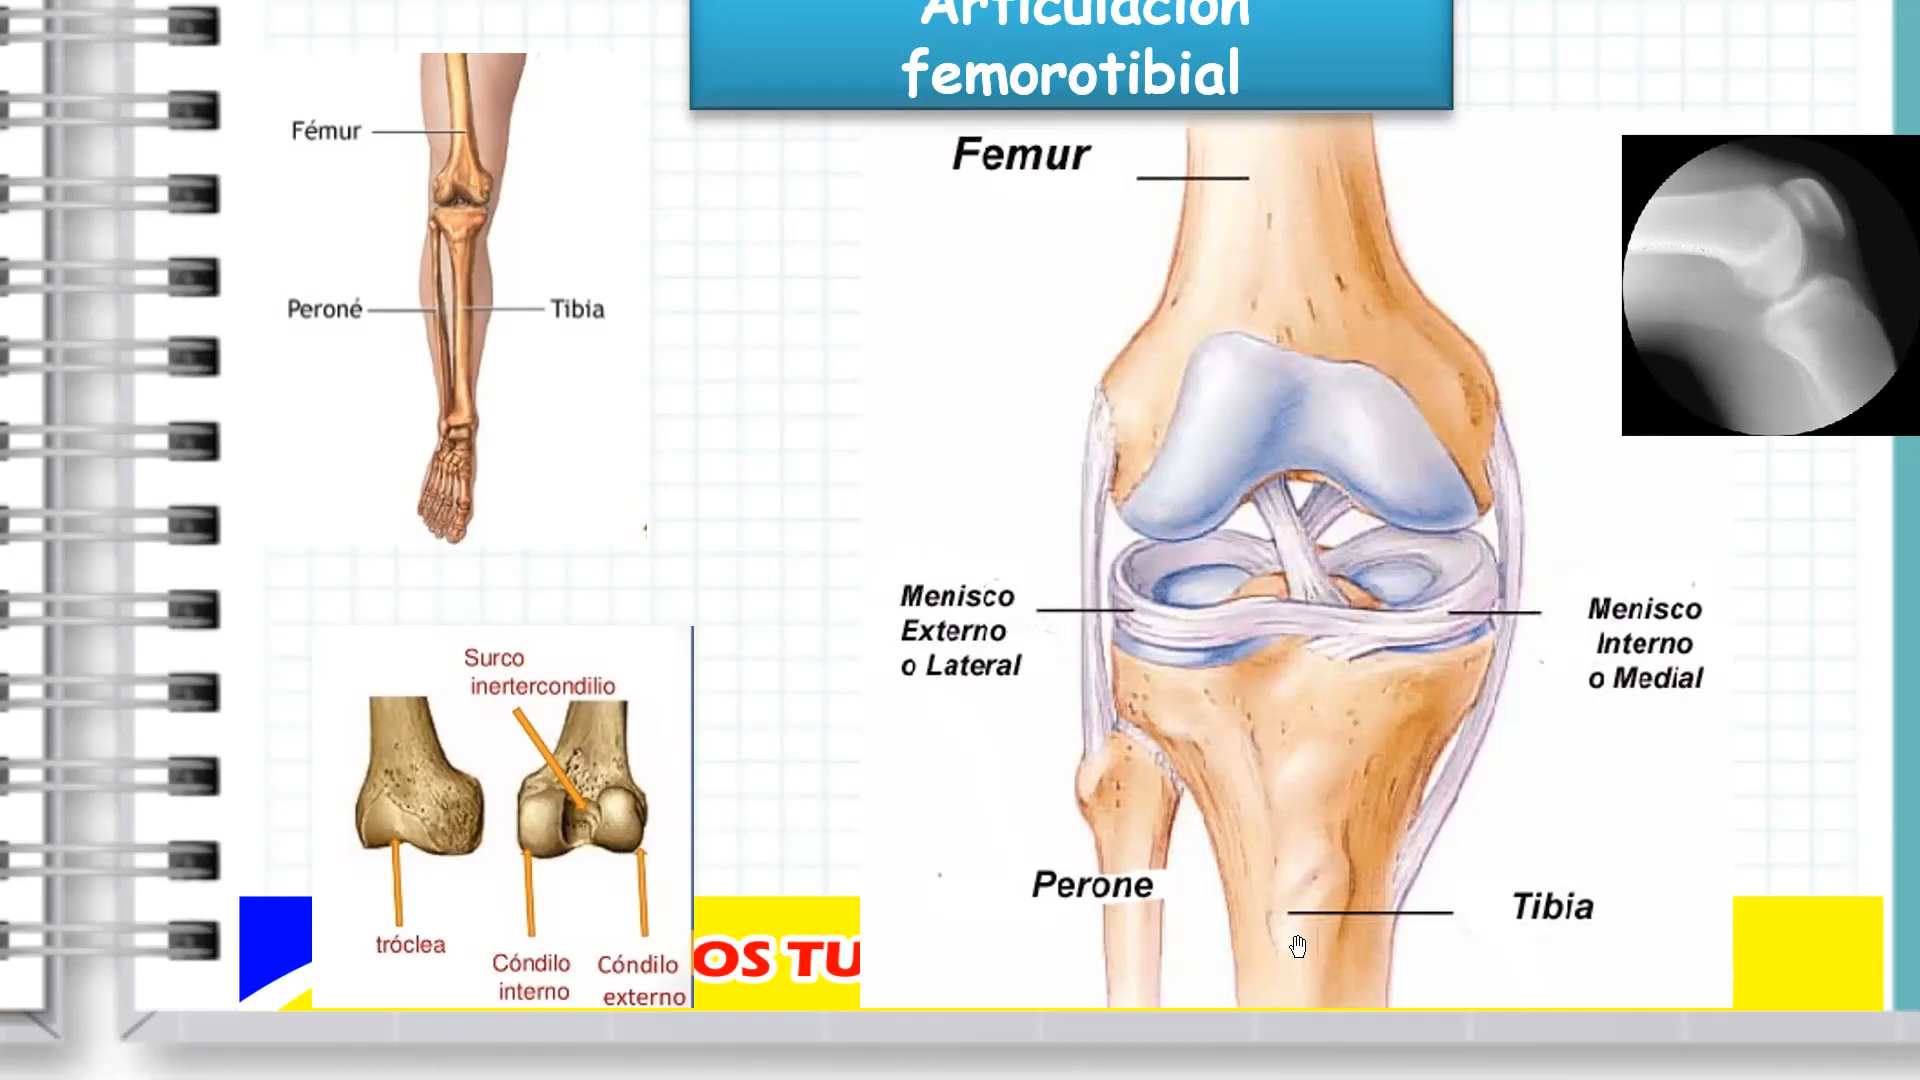 Articulación
femorotibial
Fémur
Peroné
Tibia
Femur
Menisco
Externo
o Lateral
Menisco
Interno
o Medial
Perone
Tibia
Surco
inertercondilio
tróclea
Cóndilo
interno
Cóndilo
externo
OS TU